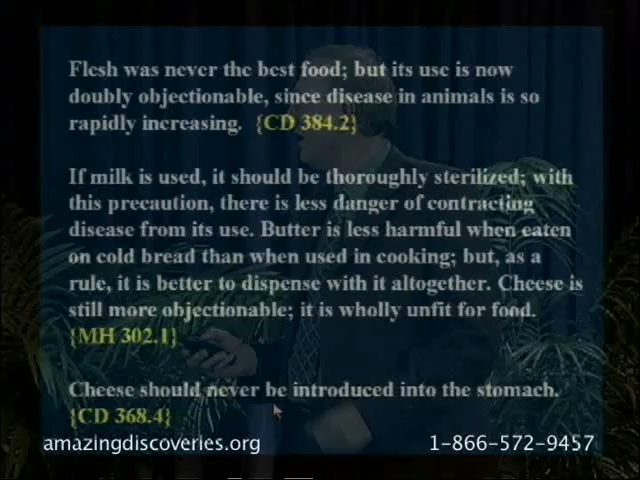 Flesh was never the best food; but its use is now
doubly objectionable, since disease in animals is so
rapidly increasing. {CD 384.2}
If milk is used, it should be thoroughly sterilized; with
this precaution, there is less danger of contracting
disease from its use. Butter is less harmful when eaten
on cold bread than when used in cooking; but, as a
rule, it is better to dispense with it altogether. Cheese is
still more objectionable; it is wholly unfit for food.
{MH 302.1}
Cheese should never be introduced into the stomach.
{CD 368.4}
amazingdiscoveries.org 1-866-572-9457